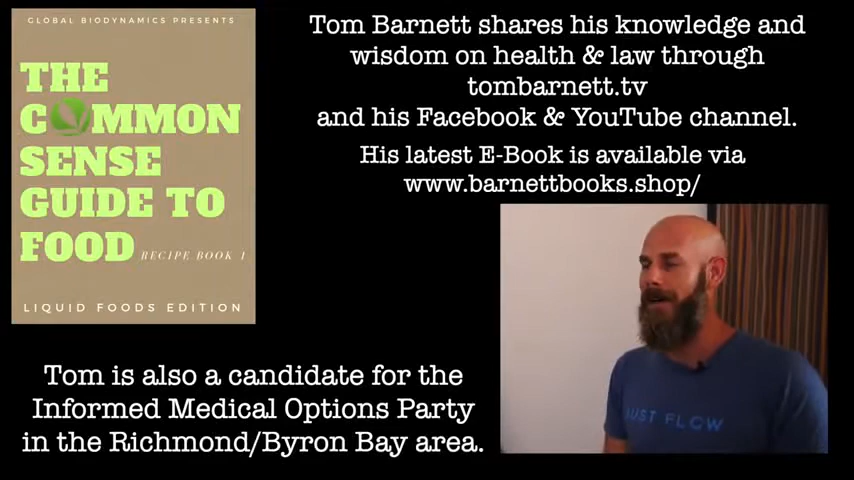 GLOBAL BIODYNAMICS PRESENTS
THE
COMMON
SENSE
GUIDE TO
FOOD RECIPE BOOK 1
LIQUID FOODS EDITION
Tom Barnett shares his knowledge and
wisdom on health & law through
tombarnett.tv
and his Facebook & YouTube channel.
His latest E-Book is available via
www.barnettbooks.shop/
JUST FLOW
Tom is also a candidate for the
Informed Medical Options Party
in the Richmond/Byron Bay area.